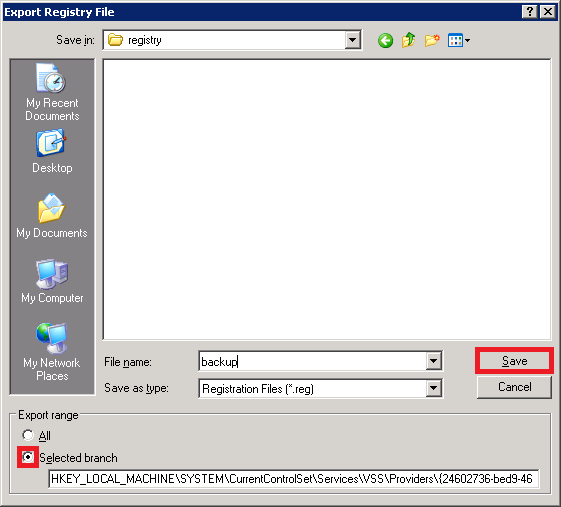 Export Registry File
Save in: registry
My Recent
Documents
Desktop
My Documents
My Computer
My Network
Places
File name: backup
Save
Save as type: Registration Files (*.reg)
Cancel
Export range
All
Selected branch
HKEY_LOCAL_MACHINE\SYSTEM\CurrentControlSet\Services\VSS\Providers\{24602736-bed9-46